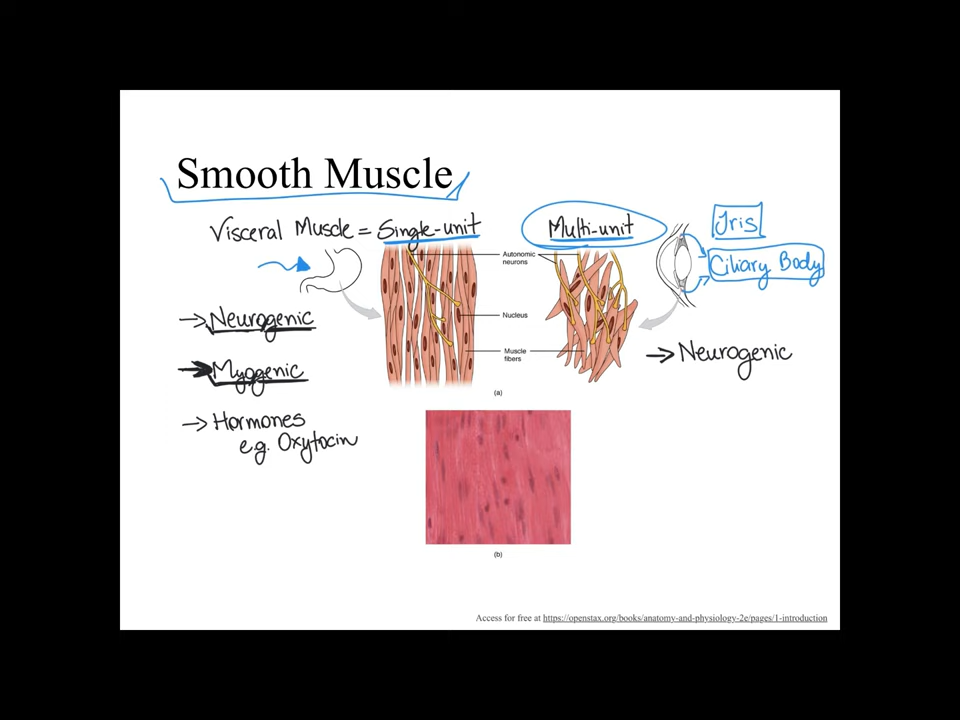 Smooth Muscle
Visceral Muscle = Single-unit
Multi-unit
Iris
Ciliary Body
Autonomic
neurons
Nucleus
Muscle
fibers
(a)
→ Neurogenic
→ Myogenic
→ Hormones
e.g. Oxytocin
→ Neurogenic
(b)
Access for free at https://openstax.org/books/anatomy-and-physiology-2e/pages/1-introduction